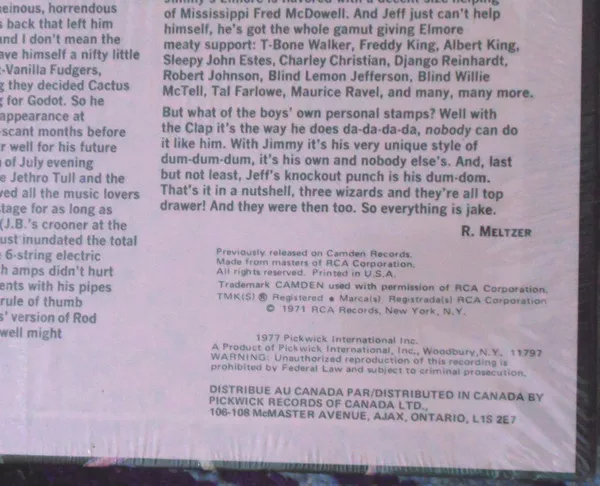 einous, horrendous
s back that left him
nd I don't mean the
ave himself a nifty little
-Vanilla Fudgers,
g they decided Cactus
g for Godot. So he
appearance at
-scant months before
r well for his future
of July evening
e Jethro Tull and the
ved all the music lovers
tage for as long as
(J.B.'s crooner at the
ust inundated the total
6-string electric
h amps didn't hurt
ents with his pipes
rule of thumb
s' version of Rod
well might
Jimmy's Elmore is flavored with a decent size helping
of Mississippi Fred McDowell. And Jeff just can't help
himself, he's got the whole gamut giving Elmore
meaty support: T-Bone Walker, Freddy King, Albert King,
Sleepy John Estes, Charley Christian, Django Reinhardt,
Robert Johnson, Blind Lemon Jefferson, Blind Willie
McTell, Tal Farlowe, Maurice Ravel, and many, many more.
But what of the boys' own personal stamps? Well with
the Clap it's the way he does da-da-da-da, nobody can do
it like him. With Jimmy it's his very unique style of
dum-dum-dum, it's his own and nobody else's. And, last
but not least, Jeff's knockout punch is his dum-dom.
That's it in a nutshell, three wizards and they're all top
drawer! And they were then too. So everything is jake.
R. MELTZER
Previously released on Camden Records.
Made from masters of RCA Corporation.
All rights reserved. Printed in U.S.A.
Trademark CAMDEN used with permission of RCA Corporation.
TMK(S) ® Registered • Marca(s) Registrada(s) RCA Corporation
© 1971 RCA Records, New York, N.Y.
1977 Pickwick International Inc.
A Product of Pickwick International, Inc., Woodbury, N.Y. 11797
WARNING: Unauthorized reproduction of this recording is
prohibited by Federal Law and subject to criminal prosecution.
DISTRIBUE AU CANADA PAR/DISTRIBUTED IN CANADA BY
PICKWICK RECORDS OF CANADA LTD.,
106-108 McMASTER AVENUE, AJAX, ONTARIO, L1S 2E7